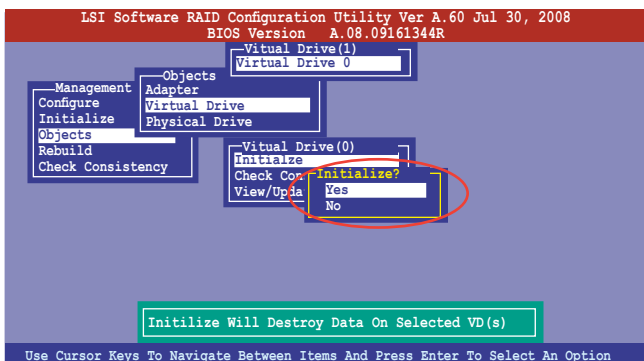 LSI Software RAID Configuration Utility Ver A.60 Jul 30, 2008
BIOS Version A.08.09161344R
Vitual Drive(1)
Virtual Drive 0
Objects
Adapter
Virtual Drive
Physical Drive
Management
Configure
Initialize
Objects
Rebuild
Check Consistency
Vitual Drive(0)
Initialze
Check Con
View/Upda
Initialize?
Yes
No
Initilize Will Destroy Data On Selected VD(s)
Use Cursor Keys To Navigate Between Items And Press Enter To Select An Option